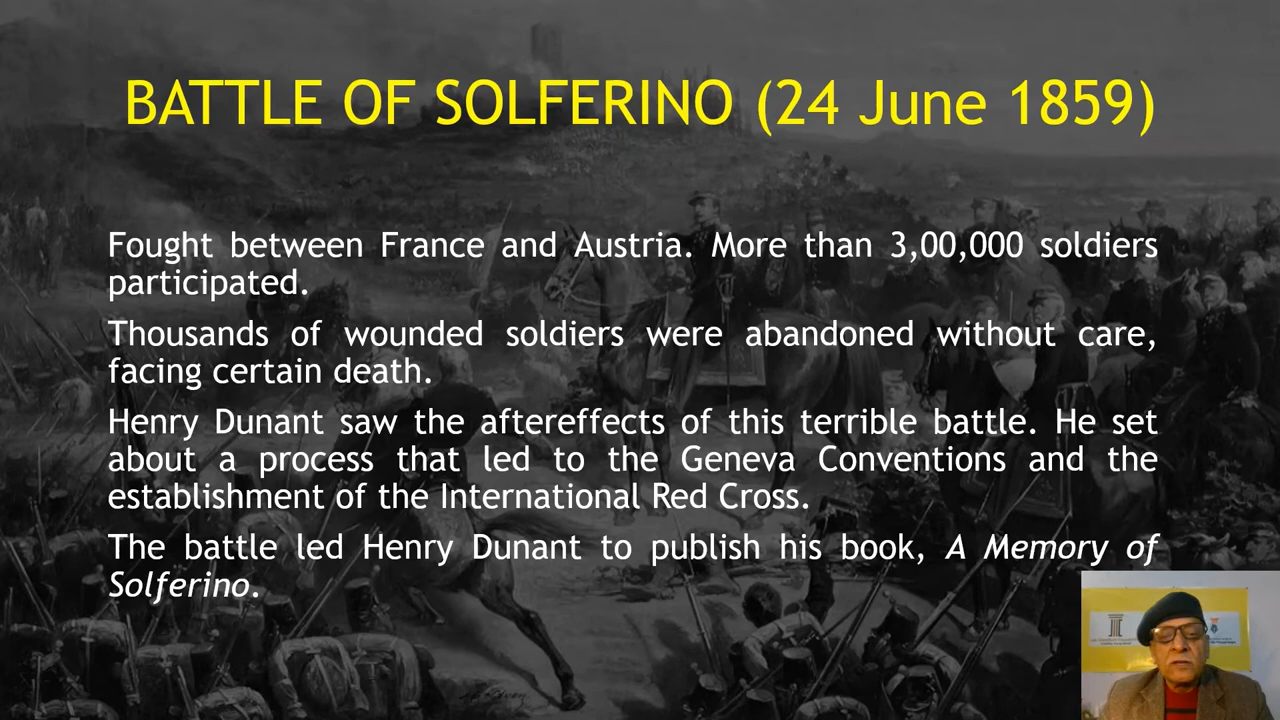 BATTLE OF SOLFERINO (24 June 1859)
Fought between France and Austria. More than 3,00,000 soldiers
participated.
Thousands of wounded soldiers were abandoned without care,
facing certain death.
Henry Dunant saw the aftereffects of this terrible battle. He set
about a process that led to the Geneva Conventions and the
establishment of the International Red Cross.
The battle led Henry Dunant to publish his book, A Memory of
Solferino.